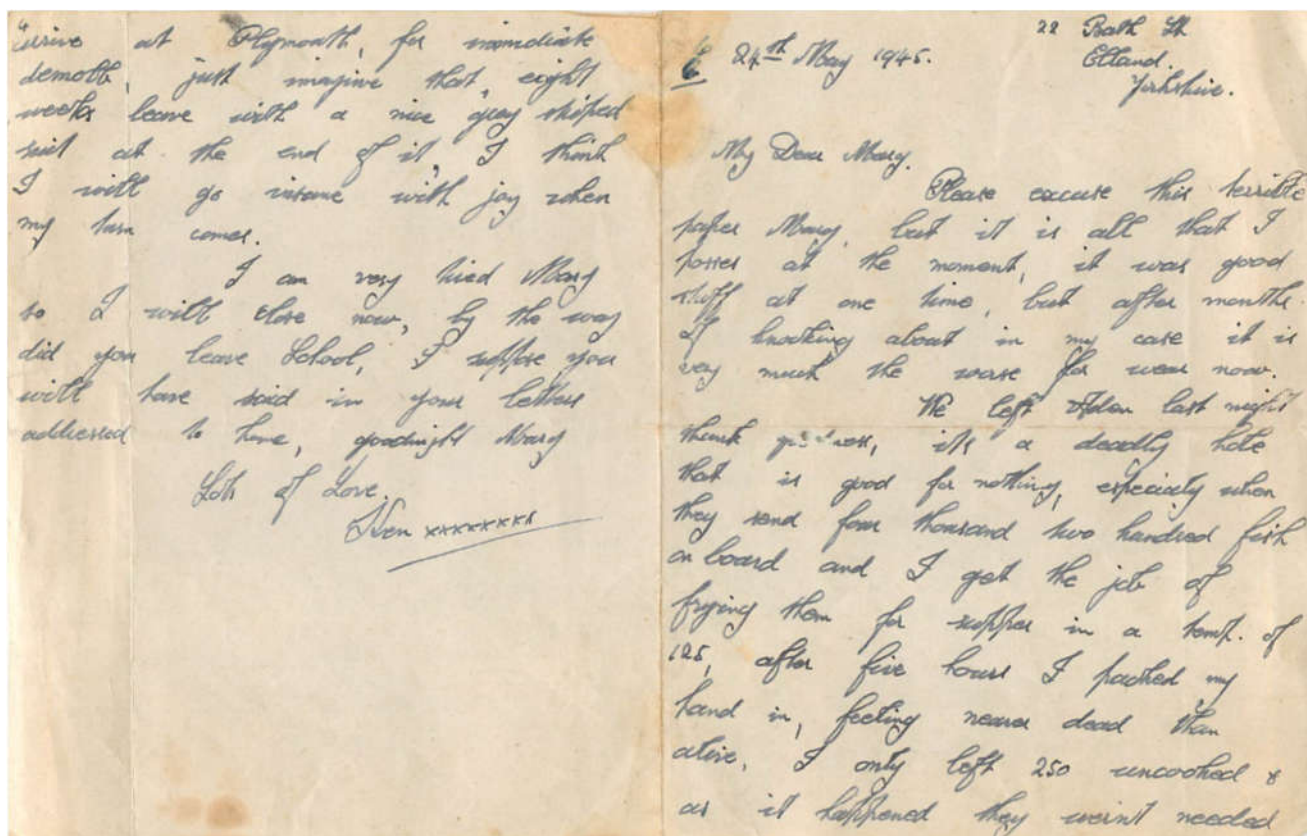 22 Bath St
24th May 1945.
Elland.
Yorkshire.
My Dear Mary.
Please excuse this terrible
paper Mary, but it is all that I
posses at the moment, it was good
stuff at one time, but after months
of knocking about in my case it is
very much the worse for wear now.
We left Aden last night
thank goodness, its a deadly hole
that is good for nothing, especialy when
they send four thousand two hundred fish
on board and I get the job of
frying them for supper in a temp. of
125, after five hours I packed my
hand in, feeling nearer dead than
alive, I only left 250 uncooked &
as it happened they weint needed
arrive at Plymouth, for immediate
demobb, just imagine that, eight
weeks leave with a nice grey striped
suit at the end of it, I think
I will go insane with joy when
my turn comes.
I am very tired Mary
so I will close now, by the way
did you leave School, I suppose you
will have said in your letters
addressed to home, goodnight Mary
Lots of Love.
Ken xxxxxxxx